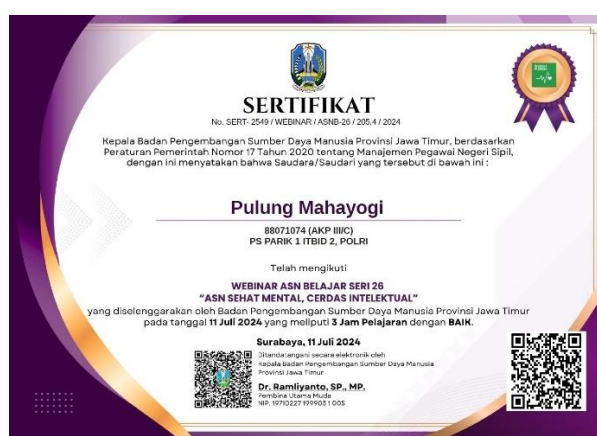 SERTIFIKAT
No. SERT- 2549 / WEBINAR / ASNB-26 / 205.4 / 2024
Kepala Badan Pengembangan Sumber Daya Manusia Provinsi Jawa Timur, berdasarkan
Peraturan Pemerintah Nomor 17 Tahun 2020 tentang Manajemen Pegawai Negeri Sipil,
dengan ini menyatakan bahwa Saudara/Saudari yang tersebut di bawah ini :
Pulung Mahayogi
88071074 (AKP III/C)
PS PARIK 1 ITBID 2, POLRI
Telah mengikuti
WEBINAR ASN BELAJAR SERI 26
"ASN SEHAT MENTAL, CERDAS INTELEKTUAL"
yang diselenggarakan oleh Badan Pengembangan Sumber Daya Manusia Provinsi Jawa Timur
pada tanggal 11 Juli 2024 yang meliputi 3 Jam Pelajaran dengan BAIK.
Surabaya, 11 Juli 2024
Ditandatangani secara elektronik oleh
Kepala Badan Pengembangan Sumber Daya Manusia
Provinsi Jawa Timur
Dr. Ramliyanto, SP., MP.
Pembina Utama Muda
NIP. 19710227 199903 1 005